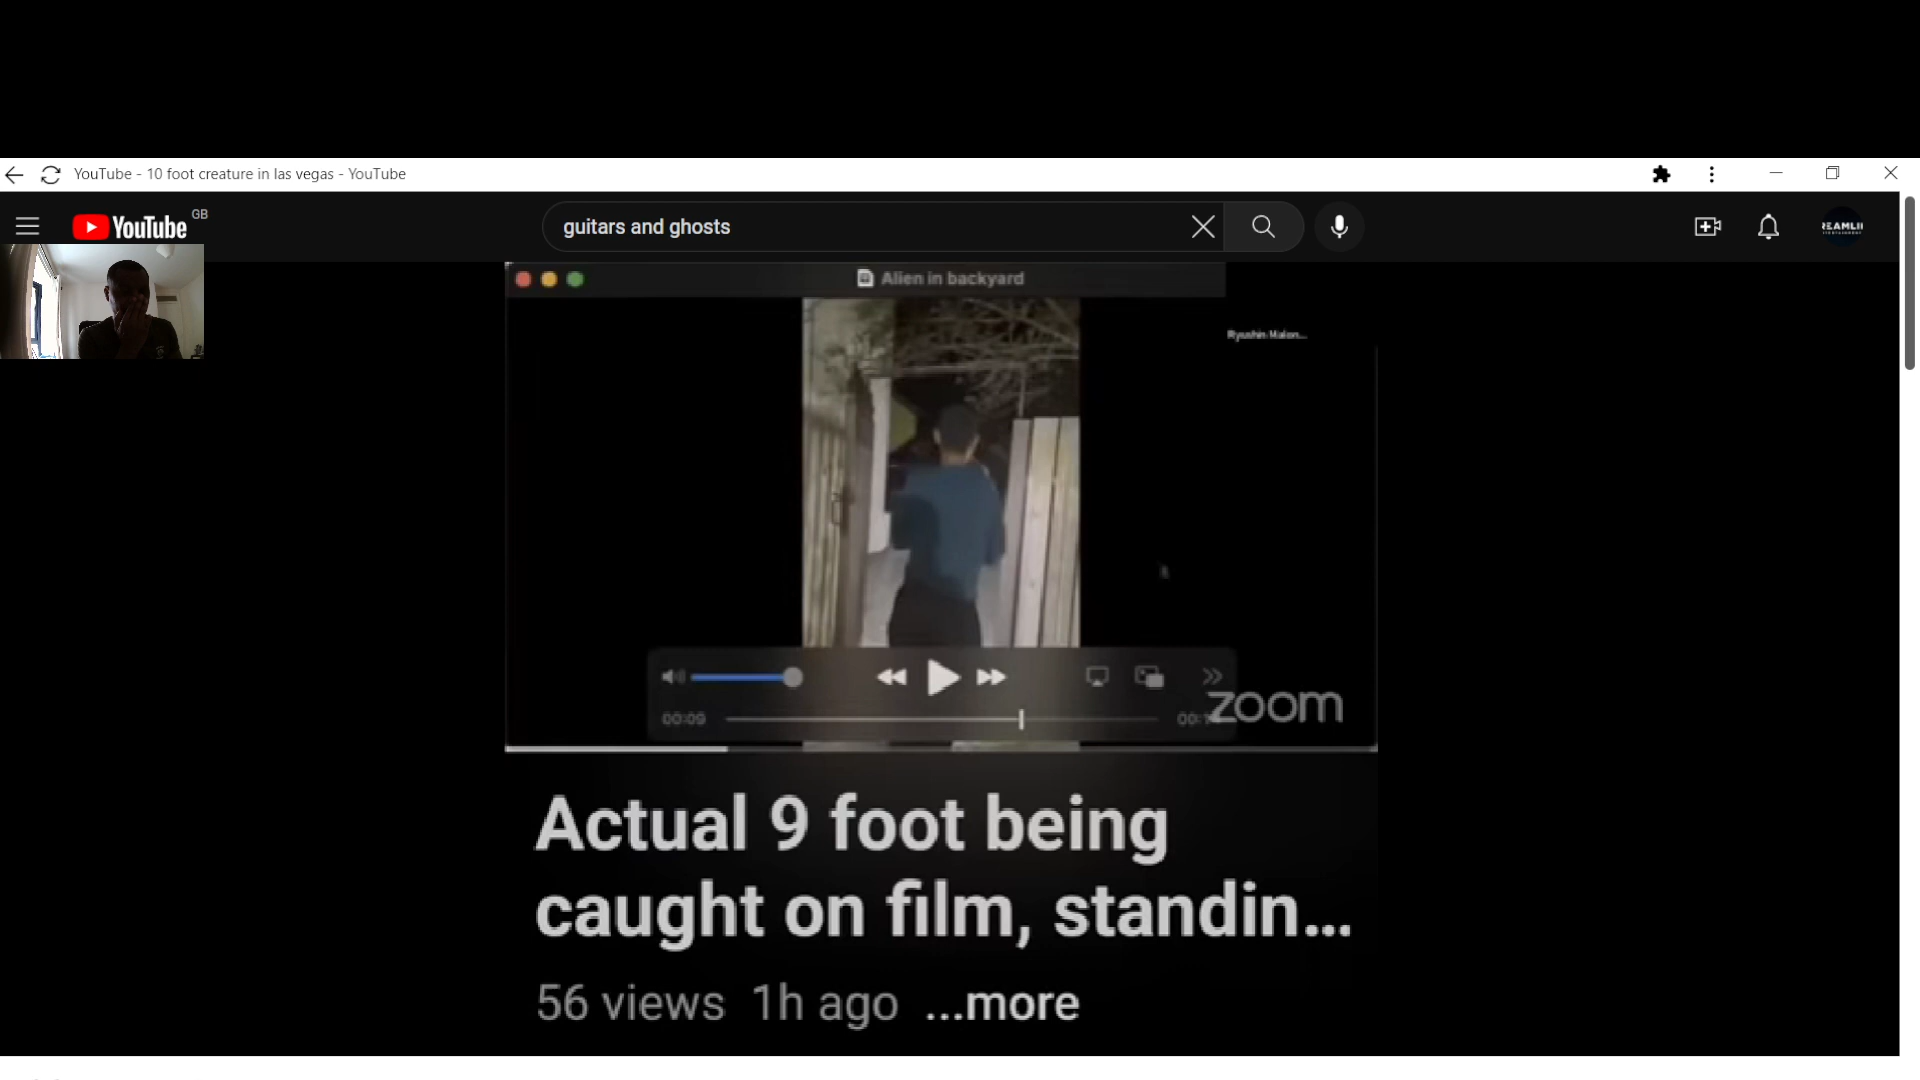 YouTube - 10 foot creature in las vegas - YouTube
YouTube GB
guitars and ghosts
Alien in backyard
00:09
zoom
Actual 9 foot being
caught on film, standin...
56 views 1h ago ...more